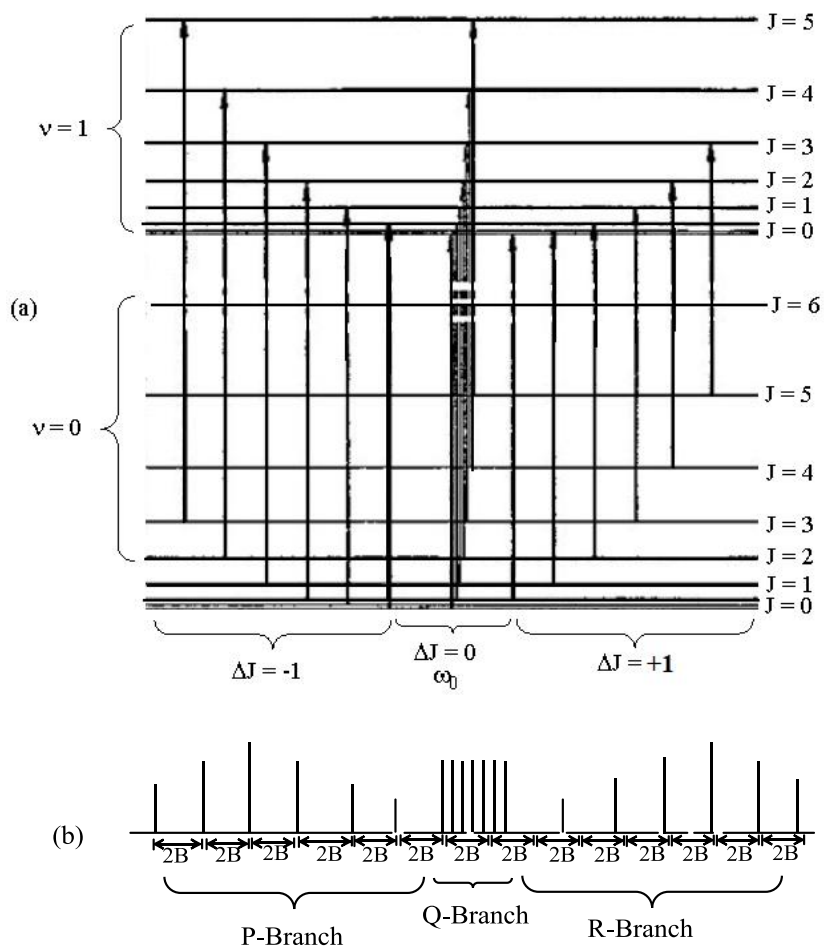 J = 5
J = 4
ν = 1
J = 3
J = 2
J = 1
J = 0
(a)
J = 6
J = 5
ν = 0
J = 4
J = 3
J = 2
J = 1
J = 0
ΔJ = -1
ΔJ = 0
ΔJ = +1
ω₀
(b)
2B 2B 2B 2B 2B 2B 2B 2B 2B 2B 2B 2B 2B 2B
P-Branch
Q-Branch
R-Branch